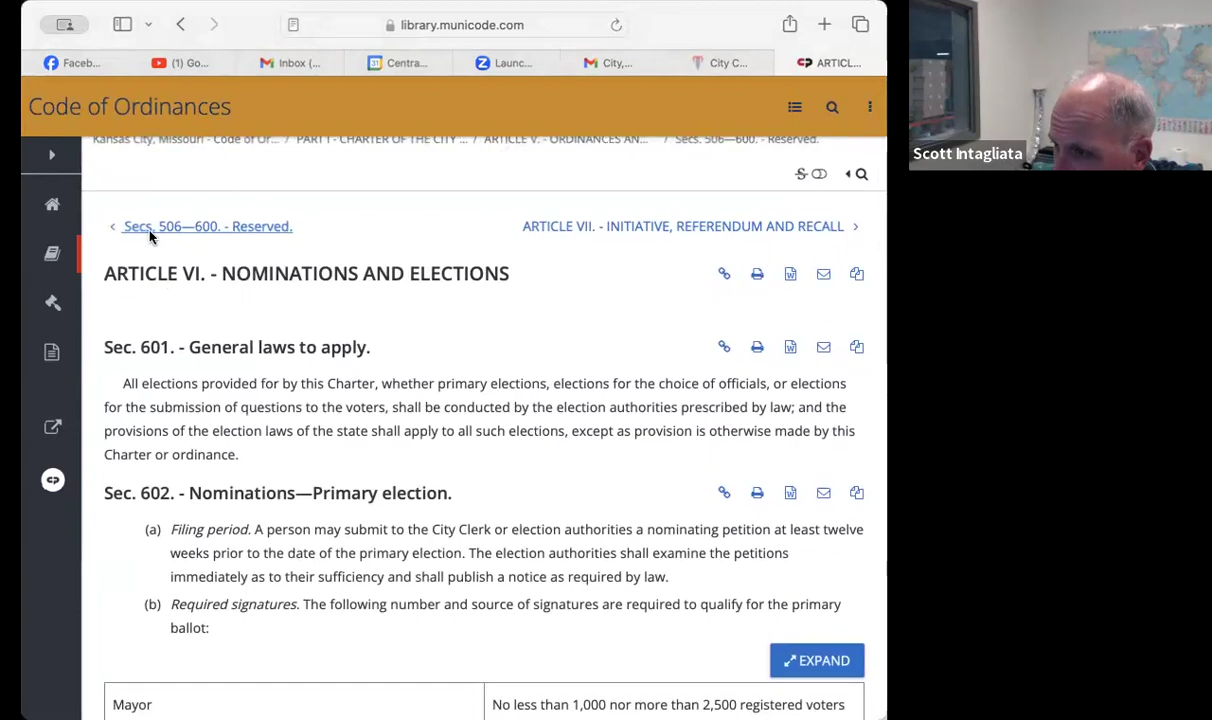 library.municode.com
Faceb...
(1) Go...
Inbox (...
Centra...
Launc...
City,...
City C...
ARTICL...
Code of Ordinances
Kansas City, Missouri - Code of Or... / PART I - CHARTER OF THE CITY ... / ARTICLE V. - ORDINANCES AN... / Secs. 506—600. - Reserved.
Secs. 506—600. - Reserved.
ARTICLE VII. - INITIATIVE, REFERENDUM AND RECALL
ARTICLE VI. - NOMINATIONS AND ELECTIONS
Sec. 601. - General laws to apply.
All elections provided for by this Charter, whether primary elections, elections for the choice of officials, or elections
for the submission of questions to the voters, shall be conducted by the election authorities prescribed by law; and the
provisions of the election laws of the state shall apply to all such elections, except as provision is otherwise made by this
Charter or ordinance.
Sec. 602. - Nominations—Primary election.
(a) Filing period. A person may submit to the City Clerk or election authorities a nominating petition at least twelve
weeks prior to the date of the primary election. The election authorities shall examine the petitions
immediately as to their sufficiency and shall publish a notice as required by law.
(b) Required signatures. The following number and source of signatures are required to qualify for the primary
ballot:
EXPAND
Mayor
No less than 1,000 nor more than 2,500 registered voters
Scott Intagliata